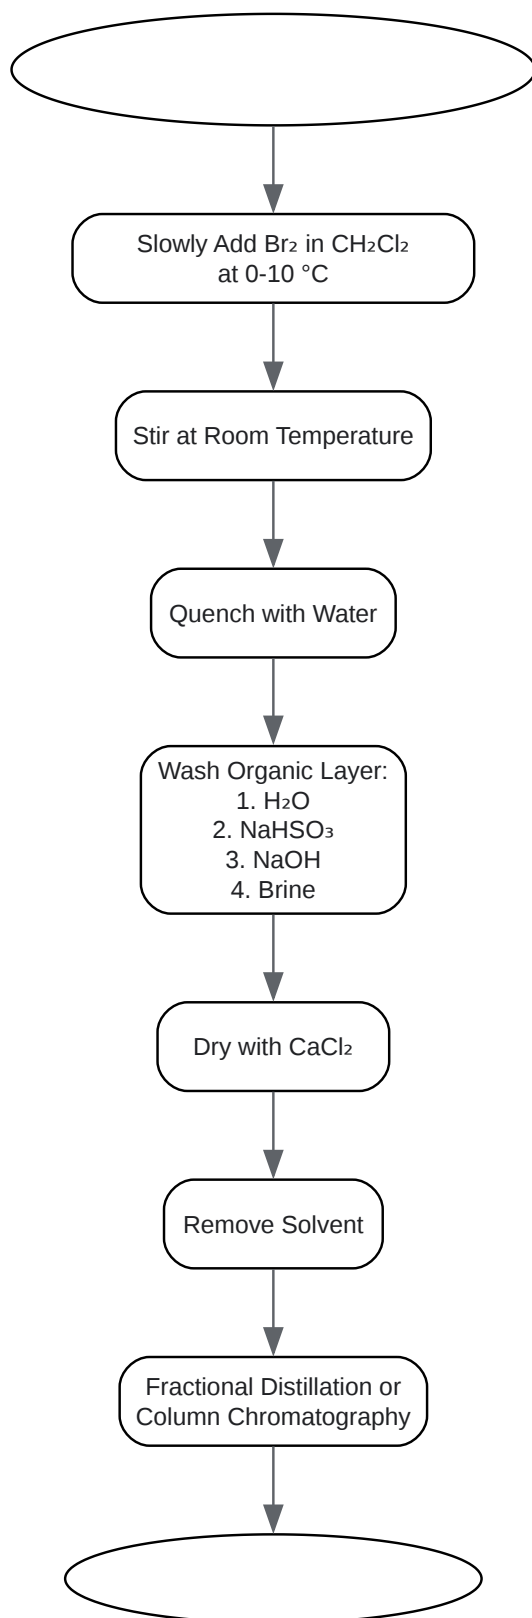 Slowly Add Br₂ in CH₂Cl₂
at 0-10 °C
Stir at Room Temperature
Quench with Water
Wash Organic Layer:
1. H₂O
2. NaHSO₃
3. NaOH
4. Brine
Dry with CaCl₂
Remove Solvent
Fractional Distillation or
Column Chromatography